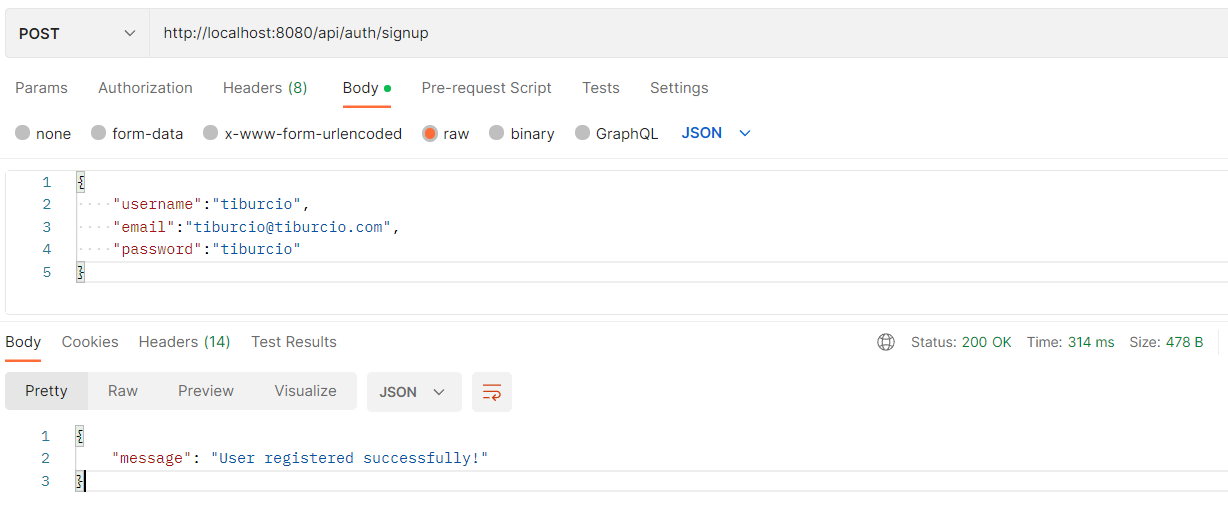 POST http://localhost:8080/api/auth/signup
Params Authorization Headers (8) Body Pre-request Script Tests Settings
none form-data x-www-form-urlencoded raw binary GraphQL JSON
1 {
2 ····"username":"tiburcio",
3 ····"email":"tiburcio@tiburcio.com",
4 ····"password":"tiburcio"
5 }
Body Cookies Headers (14) Test Results Status: 200 OK Time: 314 ms Size: 478 B
Pretty Raw Preview Visualize JSON
1 {
2 "message": "User registered successfully!"
3 }